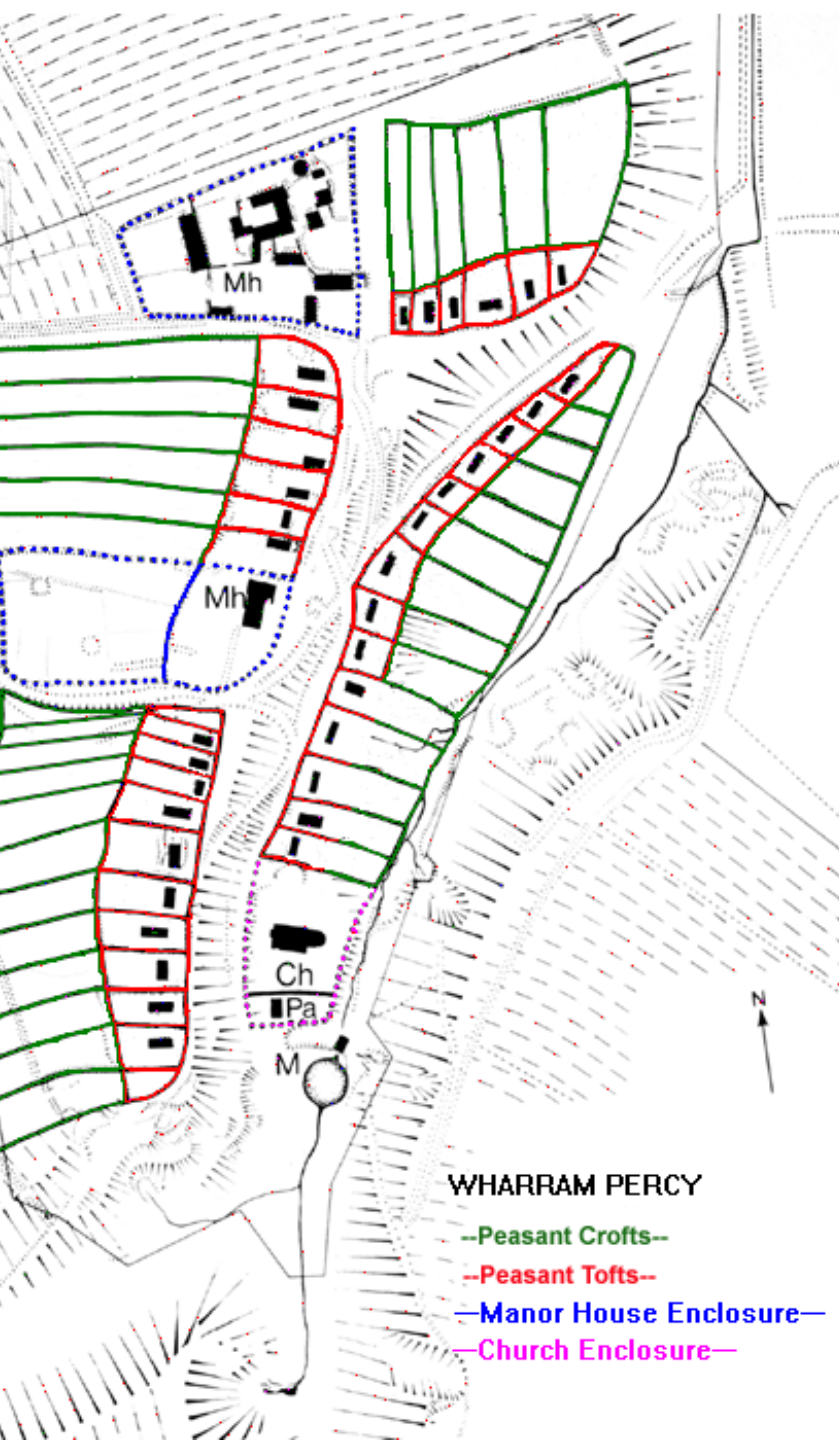 Mh
Mh
Ch
Pa
M
N
WHARRAM PERCY
--Peasant Crofts--
--Peasant Tofts--
—Manor House Enclosure—
—Church Enclosure—